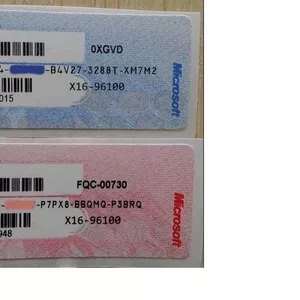 0XGVD
-B4V27-3288T-XM7M2
X16-96100
015
Microsoft
FQC-00730
-P7PX8-BBQMQ-P3BRQ
X16-96100
948
Microsoft